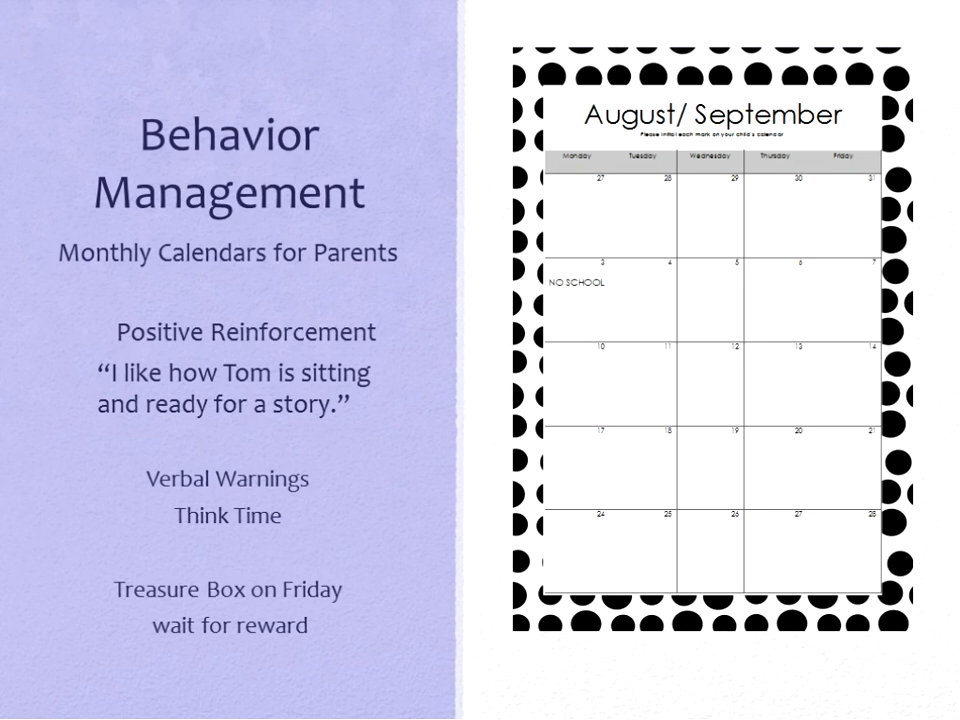 Behavior
Management
Monthly Calendars for Parents
Positive Reinforcement
“I like how Tom is sitting
and ready for a story.”
Verbal Warnings
Think Time
Treasure Box on Friday
wait for reward
August/ September
Please initial each mark on your child's calendar
Monday Tuesday Wednesday Thursday Friday
27 28 29 30 31
3 4 5 6 7
NO SCHOOL
10 11 12 13 14
17 18 19 20 21
24 25 26 27 28